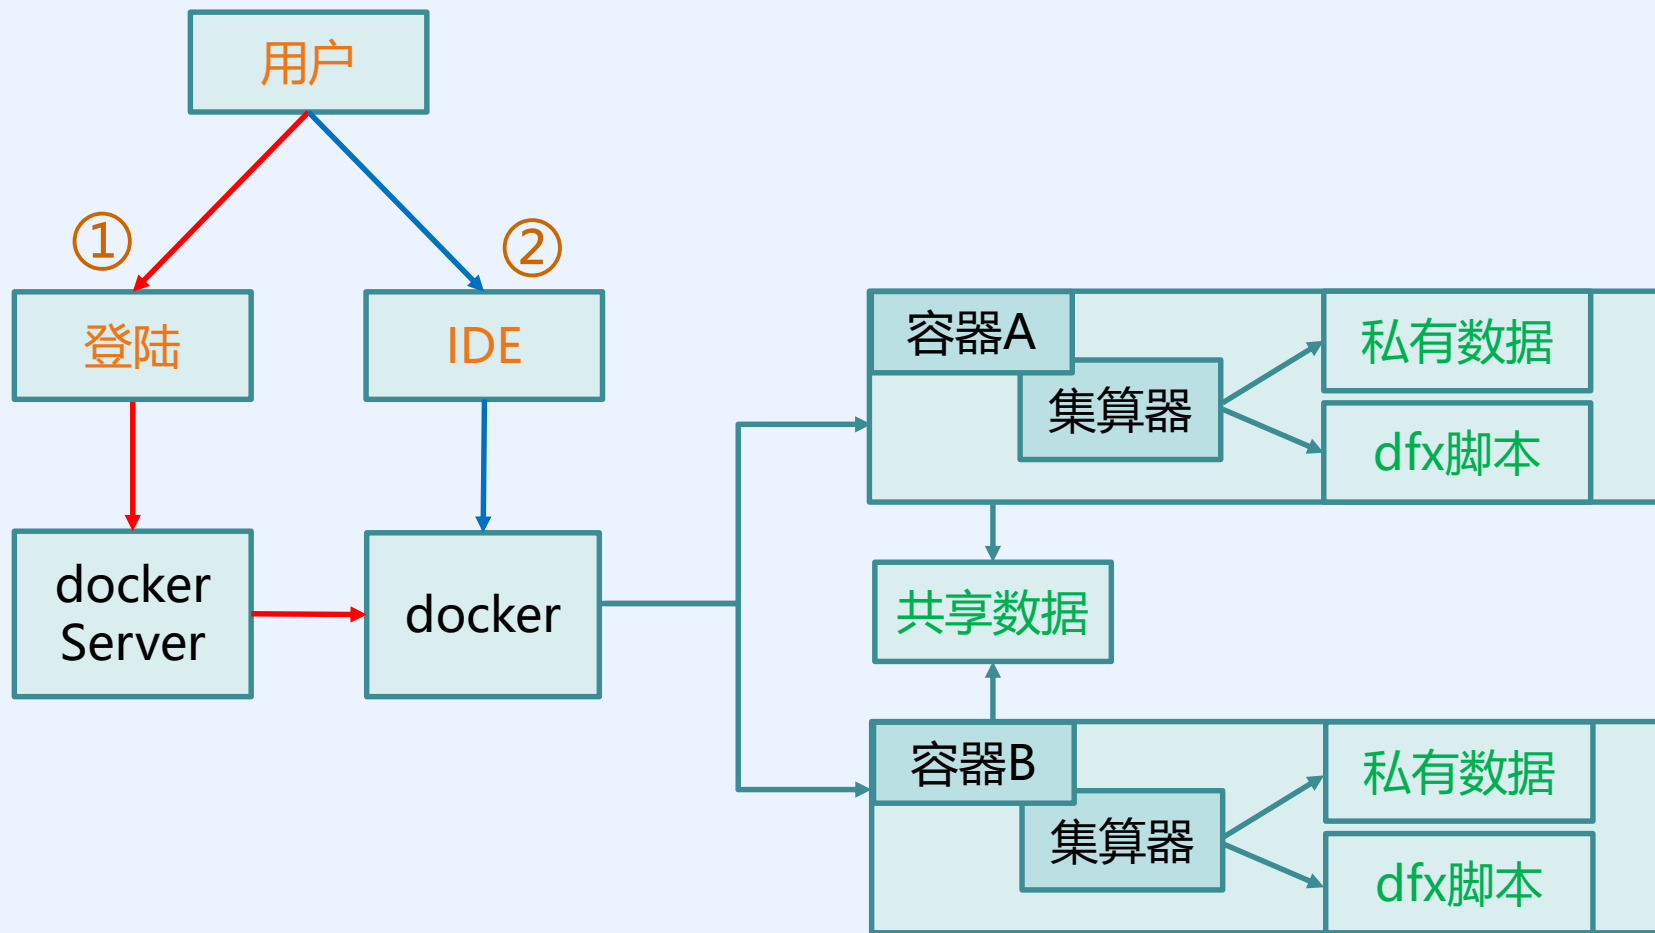 用户
①
②
登陆
IDE
docker
Server
docker
容器A
集算器
私有数据
dfx脚本
共享数据
容器B
集算器
私有数据
dfx脚本